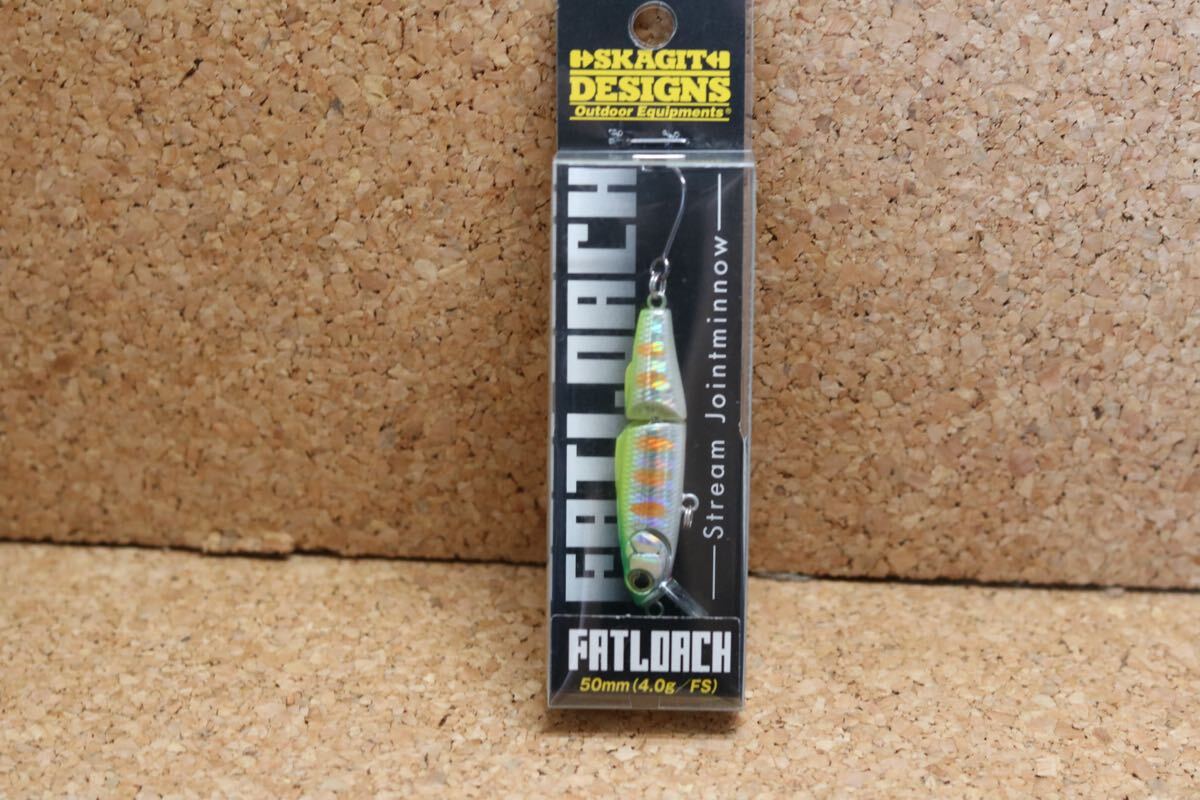 SKAGIT
DESIGNS
Outdoor Equipments®
FATLOACH
Stream Jointminnow
FATLOACH
50mm (4.0g/FS)